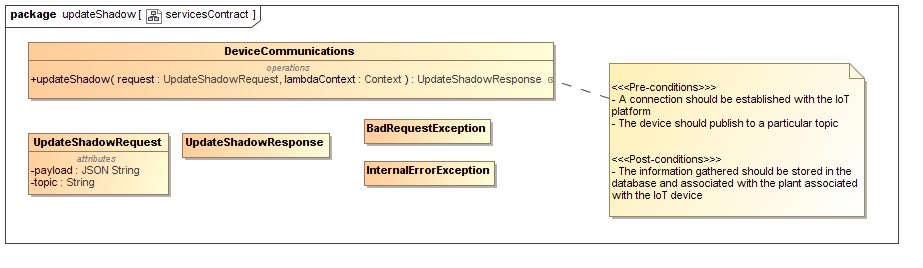 package updateShadow [ servicesContract ]
DeviceCommunications
operations
+updateShadow( request : UpdateShadowRequest, lambdaContext : Context ) : UpdateShadowResponse
<<<Pre-conditions>>>
- A connection should be established with the IoT
platform
- The device should publish to a particular topic
<<<Post-conditions>>>
- The information gathered should be stored in the
database and associated with the plant associated
with the IoT device
UpdateShadowRequest
attributes
-payload : JSON String
-topic : String
UpdateShadowResponse
BadRequestException
InternalErrorException